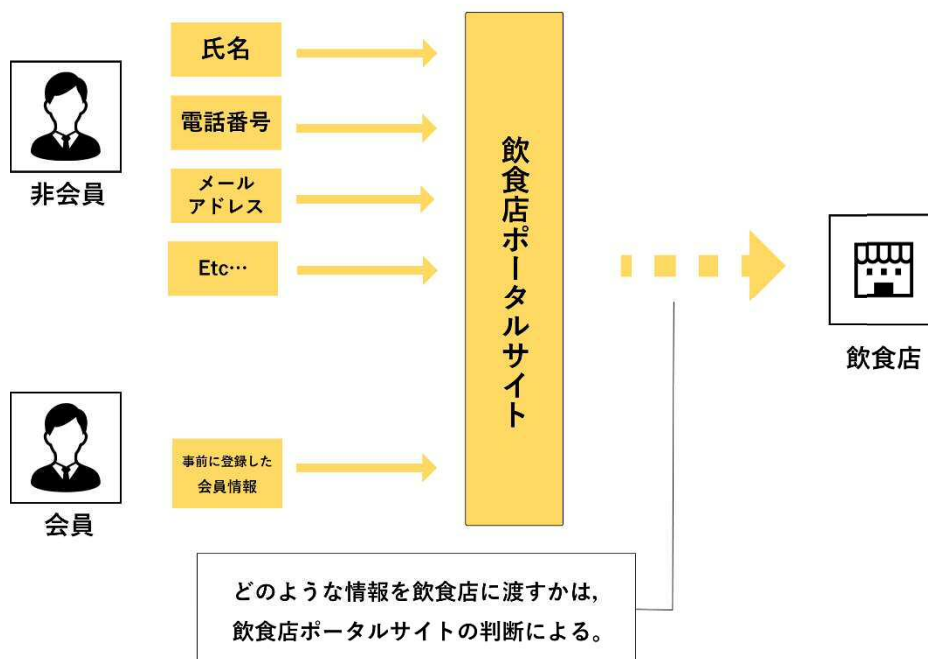 氏名
電話番号
メール
アドレス
Etc…
非会員
事前に登録した
会員情報
会員
飲食店ポータルサイト
飲食店
どのような情報を飲食店に渡すかは,
飲食店ポータルサイトの判断による。